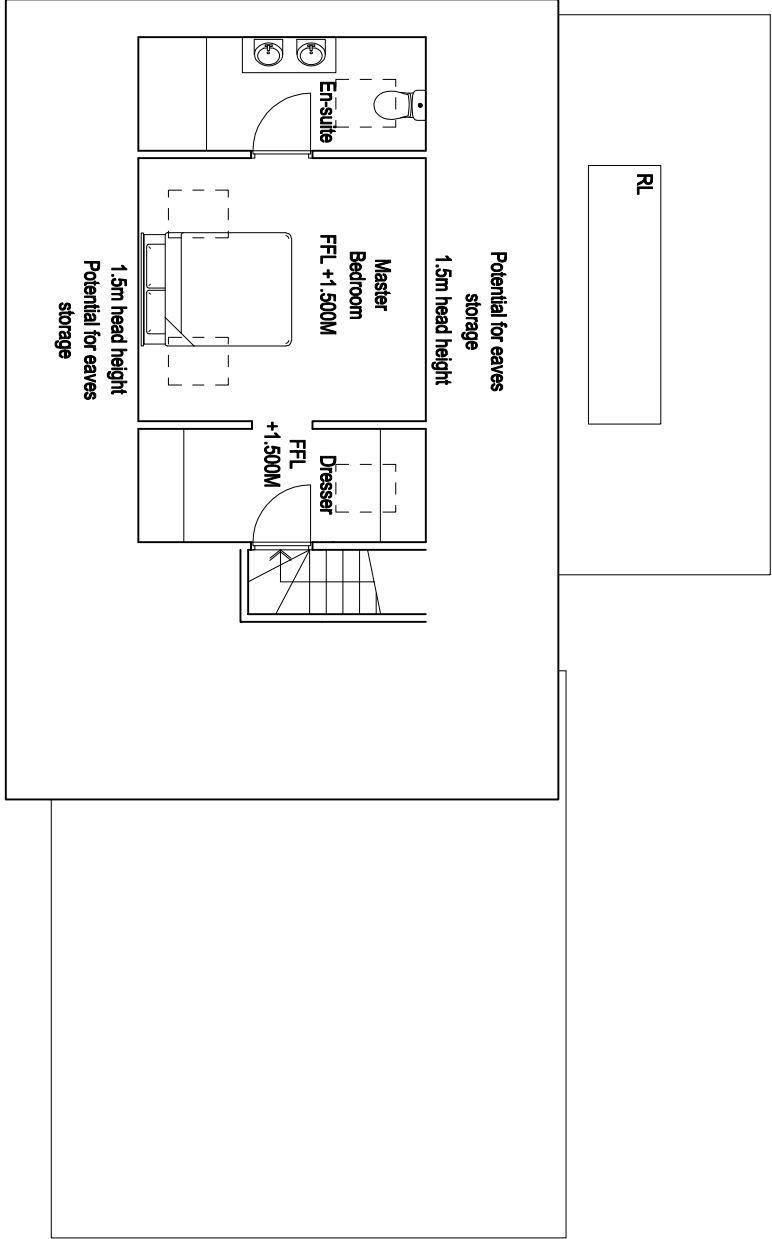 RL
Potential for eaves
storage
1.5m head height
En-suite
Master
Bedroom
FFL +1.500M
Dresser
FFL
+1.500M
1.5m head height
Potential for eaves
storage